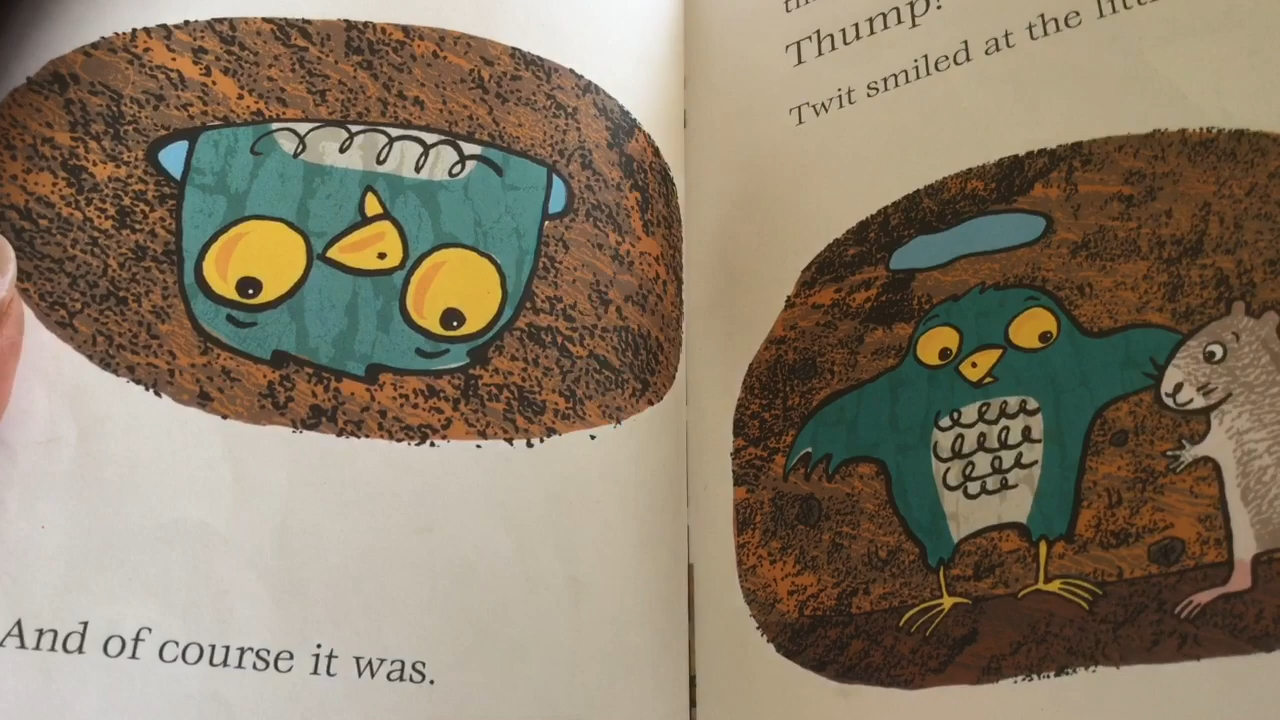 And of course it was.
Thump!
Twit smiled at the